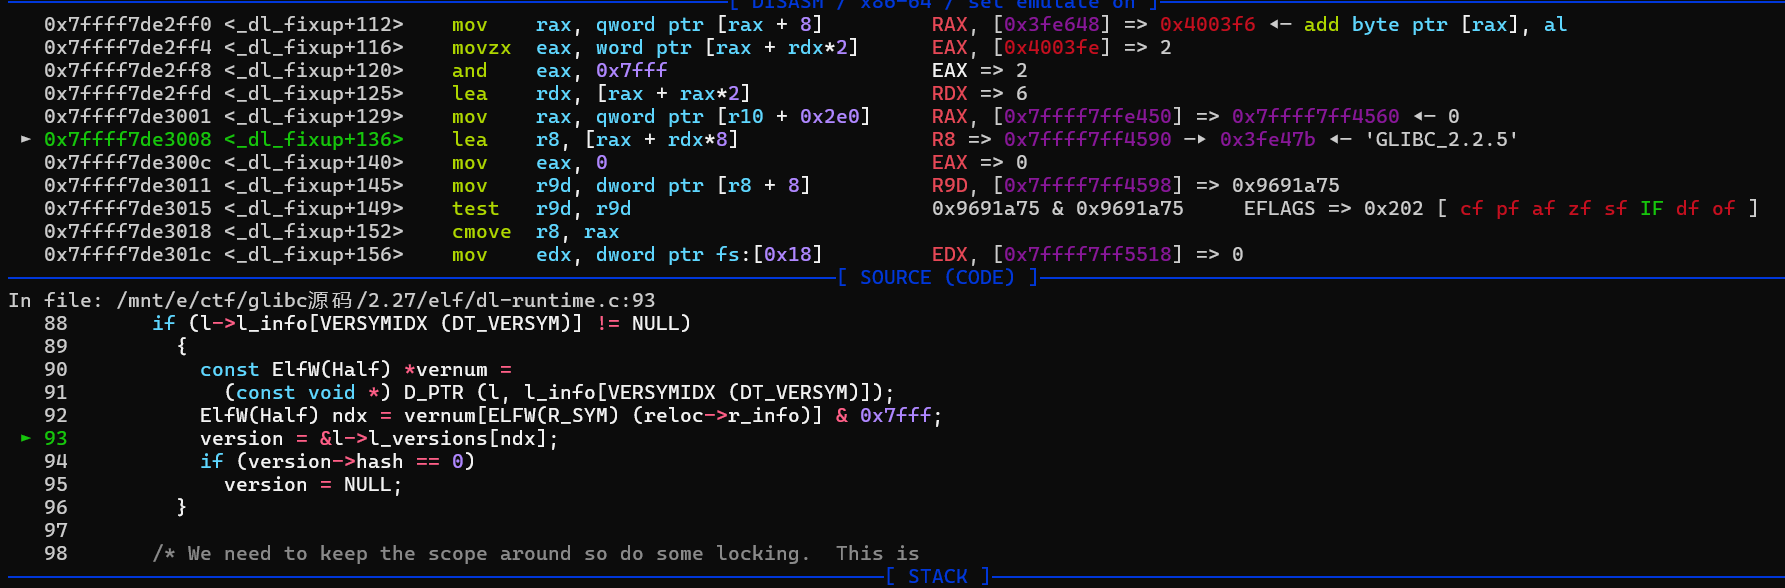 [ DISASM / x86-64 / set emulate on ]
0x7ffff7de2ff0 <_dl_fixup+112>    mov    rax, qword ptr [rax + 8]    RAX, [0x3fe648] => 0x4003f6 ◂— add byte ptr [rax], al
0x7ffff7de2ff4 <_dl_fixup+116>    movzx  eax, word ptr [rax + rdx*2]    EAX, [0x4003fe] => 2
0x7ffff7de2ff8 <_dl_fixup+120>    and    eax, 0x7fff    EAX => 2
0x7ffff7de2ffd <_dl_fixup+125>    lea    rdx, [rax + rax*2]    RDX => 6
0x7ffff7de3001 <_dl_fixup+129>    mov    rax, qword ptr [r10 + 0x2e0]    RAX, [0x7ffff7ffe450] => 0x7ffff7ff4560 ◂— 0
► 0x7ffff7de3008 <_dl_fixup+136>    lea    r8, [rax + rdx*8]    R8 => 0x7ffff7ff4590 —▸ 0x3fe47b ◂— 'GLIBC_2.2.5'
0x7ffff7de300c <_dl_fixup+140>    mov    eax, 0    EAX => 0
0x7ffff7de3011 <_dl_fixup+145>    mov    r9d, dword ptr [r8 + 8]    R9D, [0x7ffff7ff4598] => 0x9691a75
0x7ffff7de3015 <_dl_fixup+149>    test   r9d, r9d    0x9691a75 & 0x9691a75     EFLAGS => 0x202 [ cf pf af zf sf IF df of ]
0x7ffff7de3018 <_dl_fixup+152>    cmove  r8, rax
0x7ffff7de301c <_dl_fixup+156>    mov    edx, dword ptr fs:[0x18]    EDX, [0x7ffff7ff5518] => 0
[ SOURCE (CODE) ]
In file: /mnt/e/ctf/glibc源码/2.27/elf/dl-runtime.c:93
88       if (l->l_info[VERSYMIDX (DT_VERSYM)] != NULL)
89         {
90           const ElfW(Half) *vernum =
91             (const void *) D_PTR (l, l_info[VERSYMIDX (DT_VERSYM)]);
92           ElfW(Half) ndx = vernum[ELFW(R_SYM) (reloc->r_info)] & 0x7fff;
► 93           version = &l->l_versions[ndx];
94           if (version->hash == 0)
95             version = NULL;
96         }
97
98       /* We need to keep the scope around so do some locking.  This is
[ STACK ]